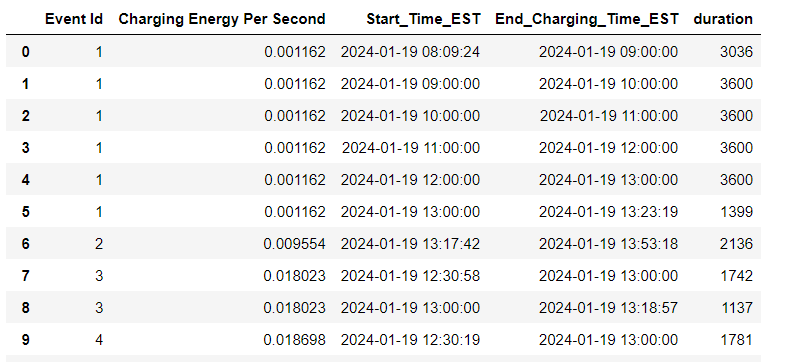 Event Id Charging Energy Per Second Start_Time_EST End_Charging_Time_EST duration
0 1 0.001162 2024-01-19 08:09:24 2024-01-19 09:00:00 3036
1 1 0.001162 2024-01-19 09:00:00 2024-01-19 10:00:00 3600
2 1 0.001162 2024-01-19 10:00:00 2024-01-19 11:00:00 3600
3 1 0.001162 2024-01-19 11:00:00 2024-01-19 12:00:00 3600
4 1 0.001162 2024-01-19 12:00:00 2024-01-19 13:00:00 3600
5 1 0.001162 2024-01-19 13:00:00 2024-01-19 13:23:19 1399
6 2 0.009554 2024-01-19 13:17:42 2024-01-19 13:53:18 2136
7 3 0.018023 2024-01-19 12:30:58 2024-01-19 13:00:00 1742
8 3 0.018023 2024-01-19 13:00:00 2024-01-19 13:18:57 1137
9 4 0.018698 2024-01-19 12:30:19 2024-01-19 13:00:00 1781